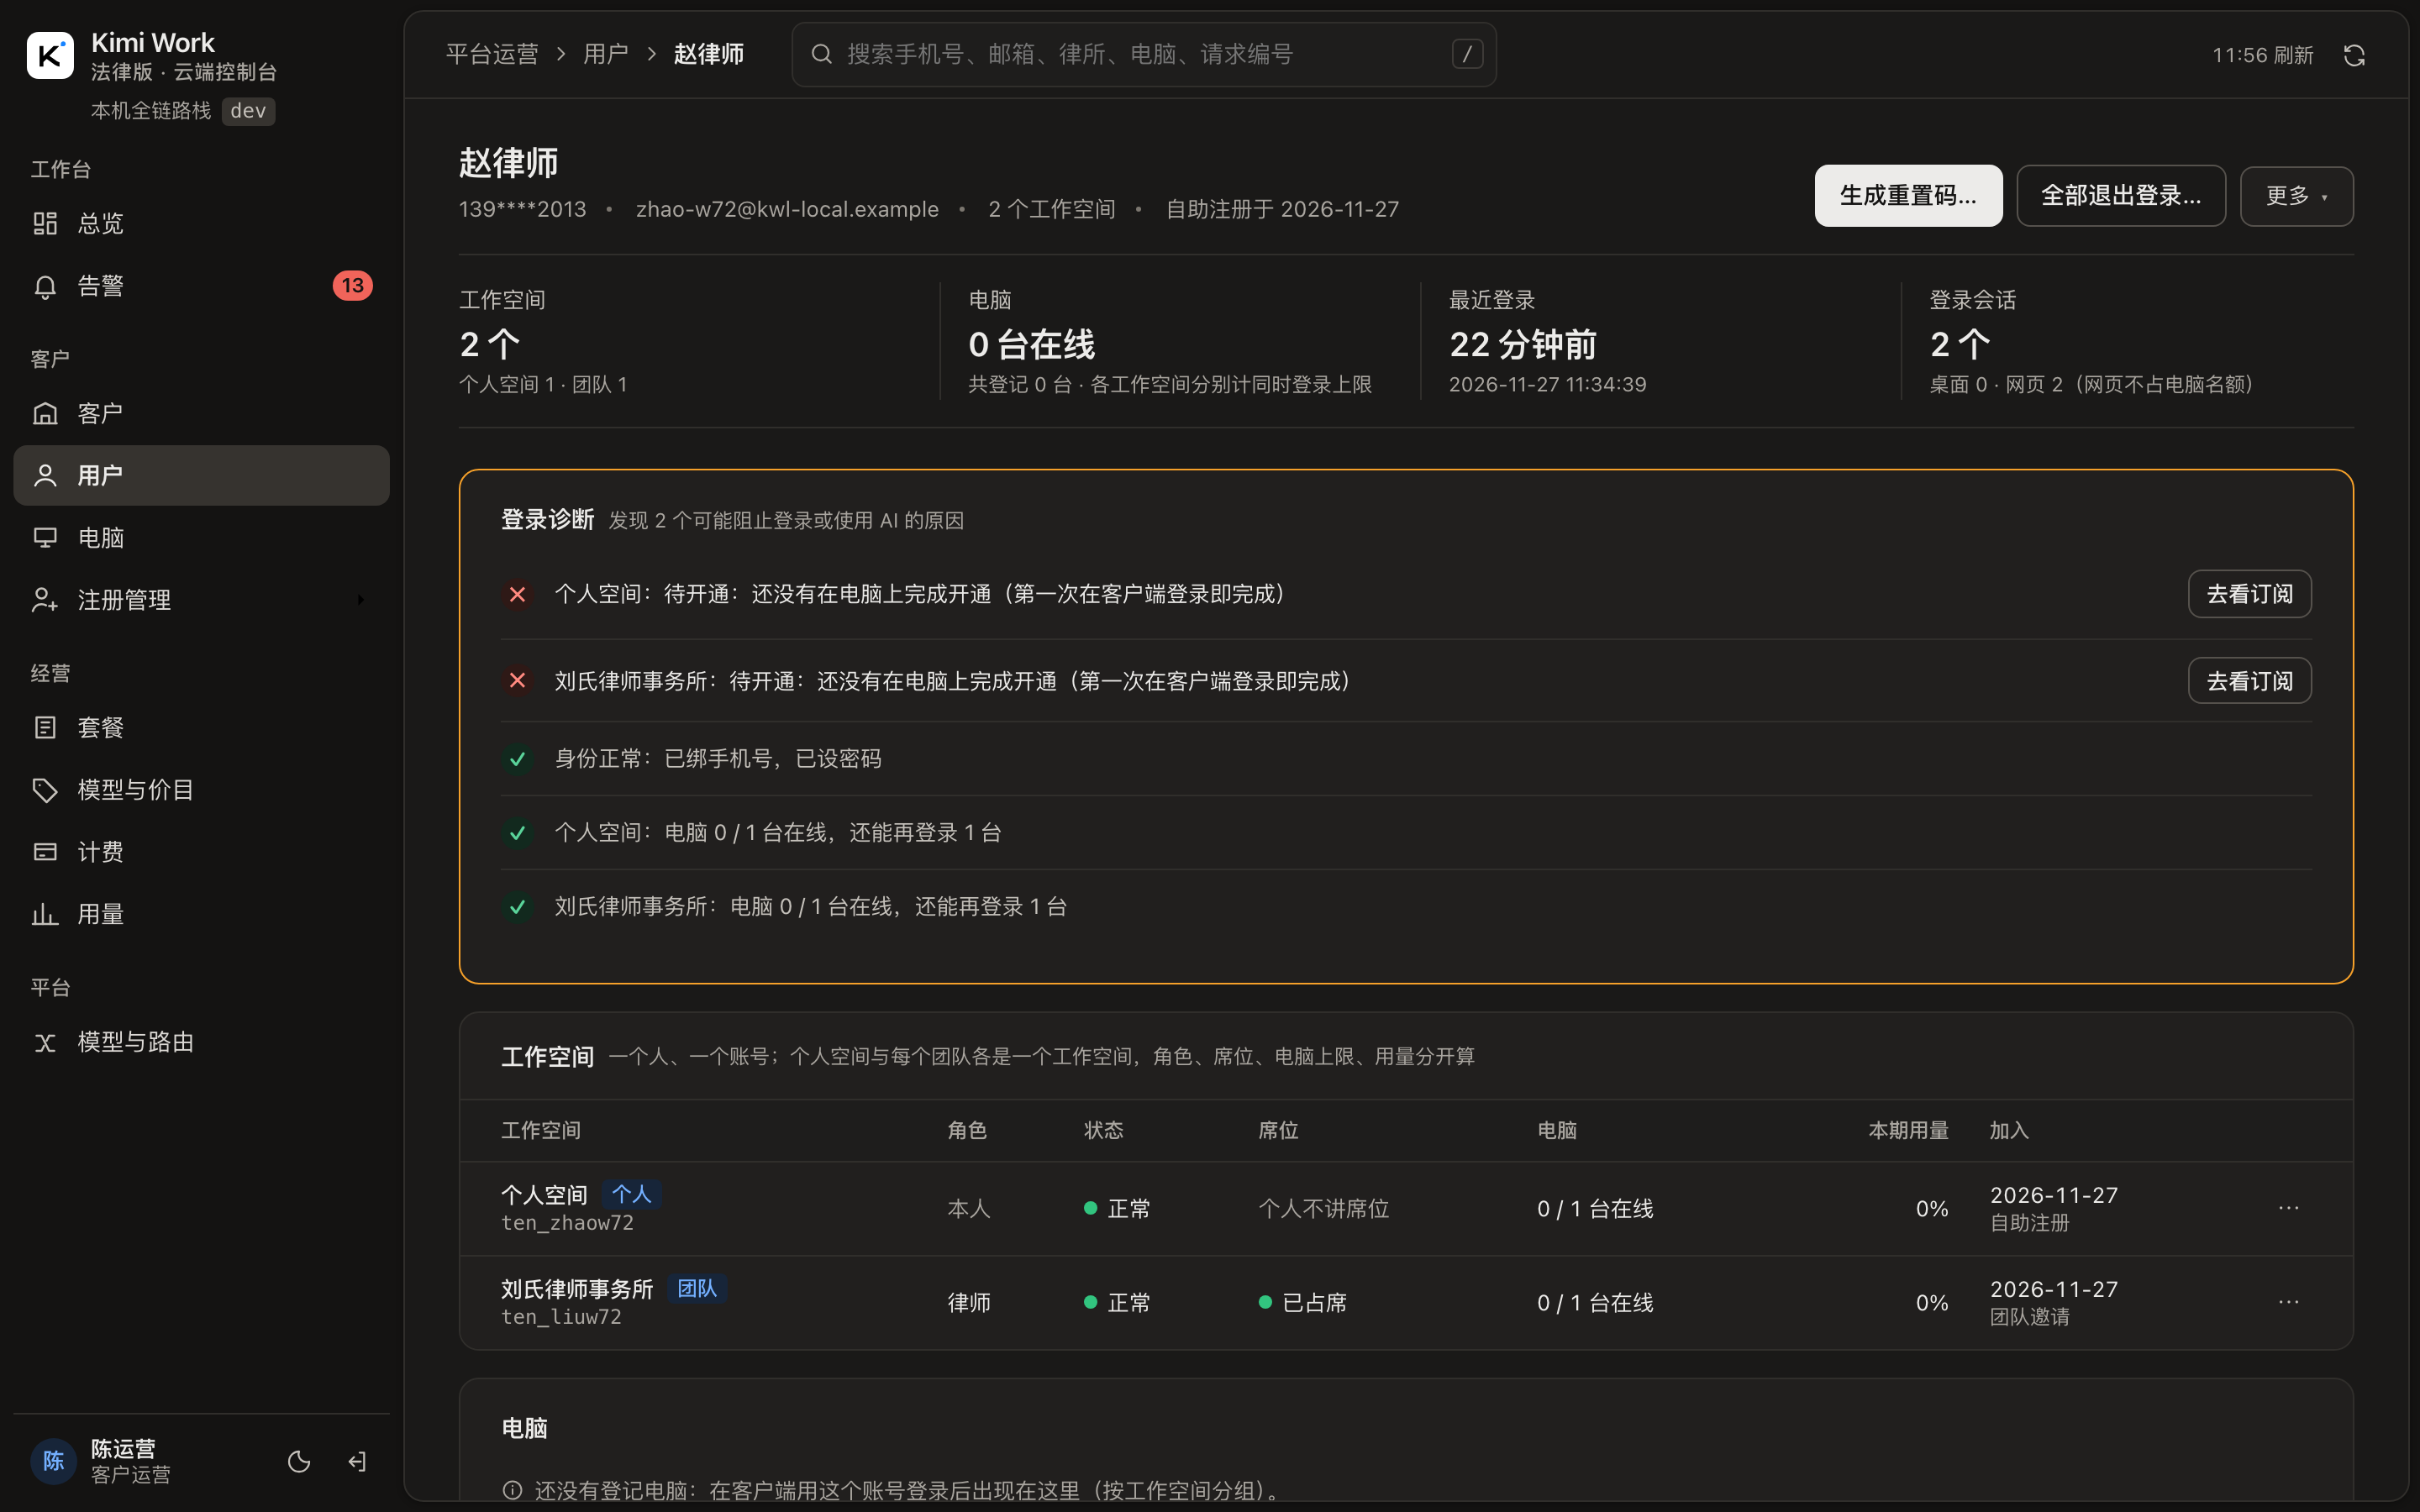 Kimi Work
法律版 · 云端控制台
本机全链路栈 dev
工作台
总览
告警 13
客户
客户
用户
电脑
注册管理
经营
套餐
模型与价目
计费
用量
平台
模型与路由
陈 陈运营
客户运营
平台运营 > 用户 > 赵律师
搜索手机号、邮箱、律所、电脑、请求编号 /
11:56 刷新
赵律师
139****2013 • zhao-w72@kwl-local.example • 2 个工作空间 • 自助注册于 2026-11-27
生成重置码... 全部退出登录... 更多
工作空间
2 个
个人空间 1 · 团队 1
电脑
0 台在线
共登记 0 台 · 各工作空间分别计同时登录上限
最近登录
22 分钟前
2026-11-27 11:34:39
登录会话
2 个
桌面 0 · 网页 2（网页不占电脑名额）
登录诊断 发现 2 个可能阻止登录或使用 AI 的原因
个人空间：待开通：还没有在电脑上完成开通（第一次在客户端登录即完成） 去看订阅
刘氏律师事务所：待开通：还没有在电脑上完成开通（第一次在客户端登录即完成） 去看订阅
身份正常：已绑手机号，已设密码
个人空间：电脑 0 / 1 台在线，还能再登录 1 台
刘氏律师事务所：电脑 0 / 1 台在线，还能再登录 1 台
工作空间 一个人、一个账号；个人空间与每个团队各是一个工作空间，角色、席位、电脑上限、用量分开算
工作空间 角色 状态 席位 电脑 本期用量 加入
个人空间 个人 本人 正常 个人不讲席位 0 / 1 台在线 0% 2026-11-27 ...
ten_zhaow72 自助注册
刘氏律师事务所 团队 律师 正常 已占席 0 / 1 台在线 0% 2026-11-27 ...
ten_liuw72 团队邀请
电脑
还没有登记电脑：在客户端用这个账号登录后出现在这里（按工作空间分组）。